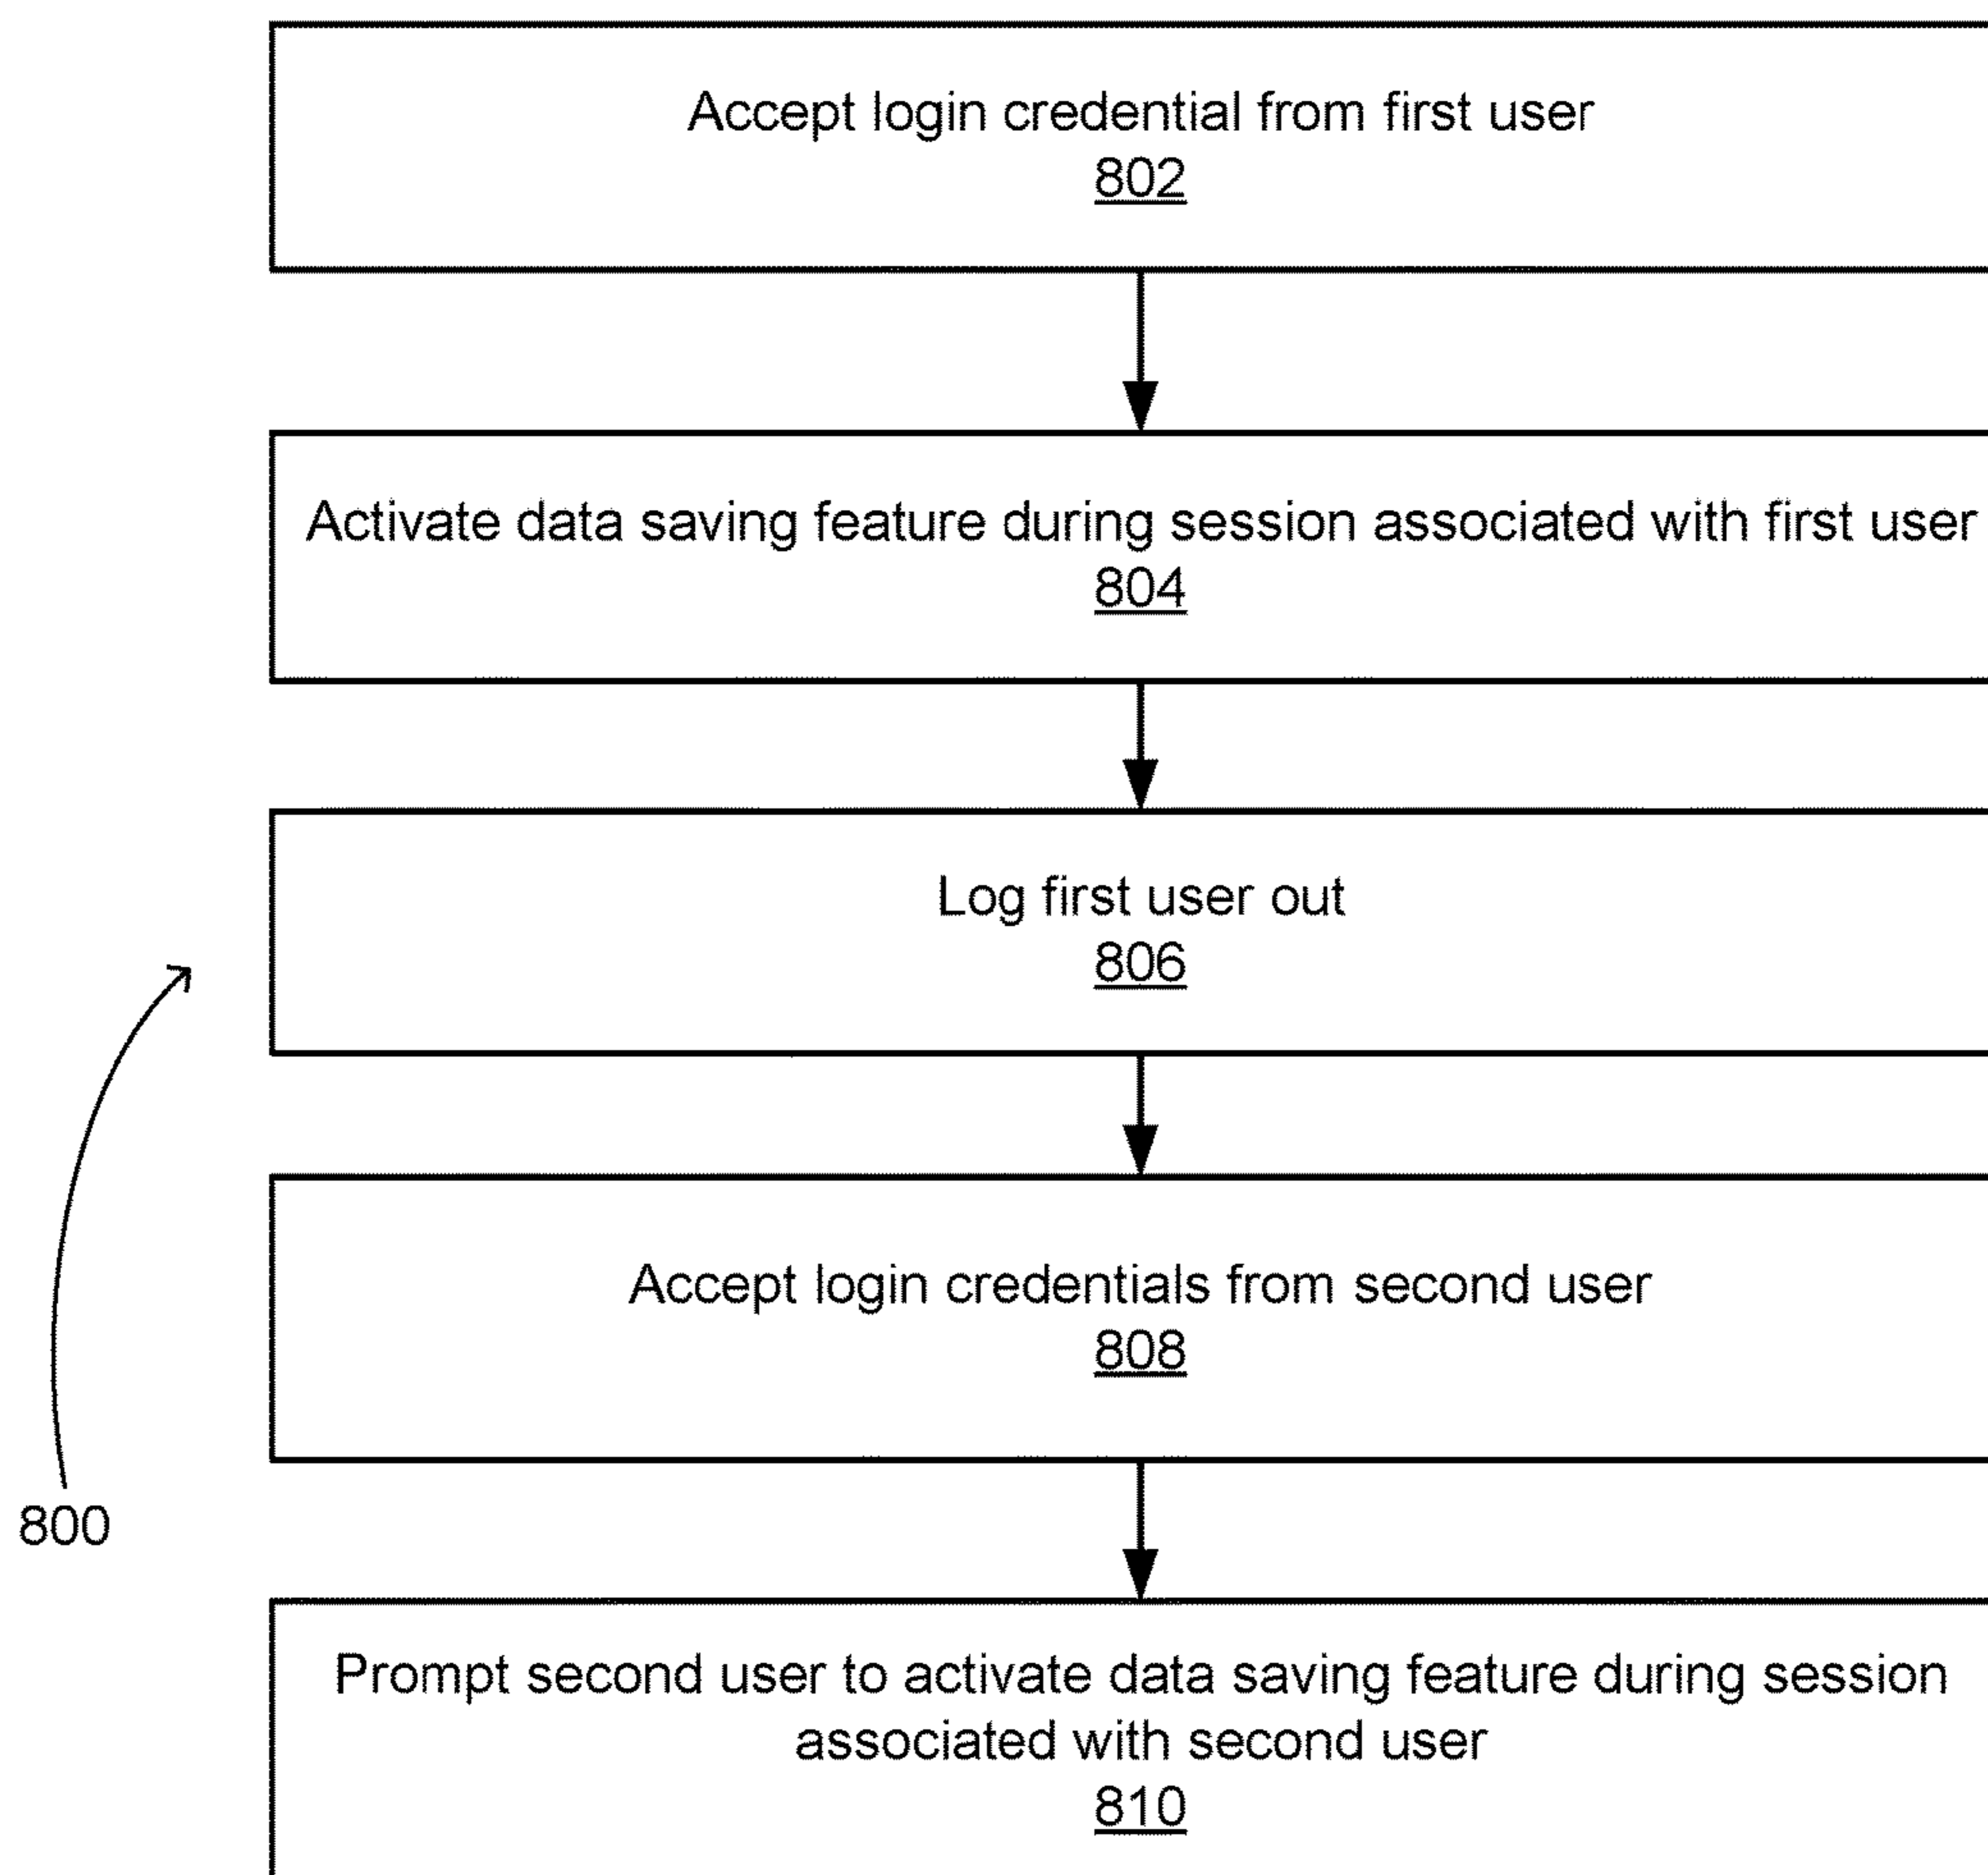 Accept login credential from first user
802
Activate data saving feature during session associated with first user
804
Log first user out
806
Accept login credentials from second user
808
800
Prompt second user to activate data saving feature during session
associated with second user
810